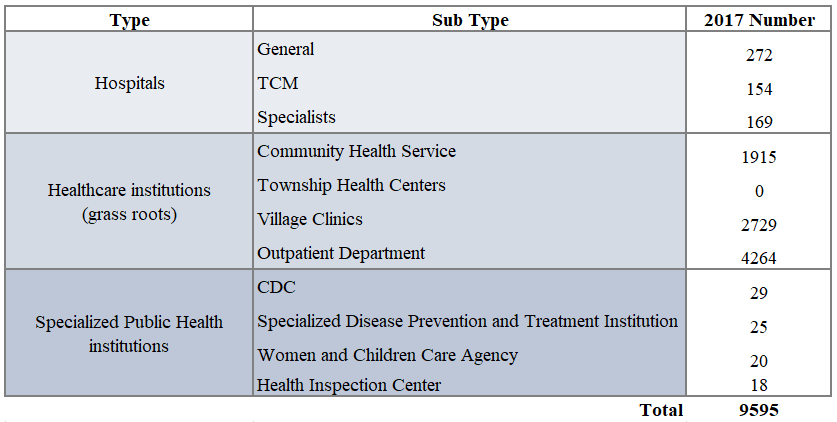 Type Sub Type 2017 Number
Hospitals
General 272
TCM 154
Specialists 169
Healthcare institutions
(grass roots)
Community Health Service 1915
Township Health Centers 0
Village Clinics 2729
Outpatient Department 4264
Specialized Public Health
institutions
CDC 29
Specialized Disease Prevention and Treatment Institution 25
Women and Children Care Agency 20
Health Inspection Center 18
Total 9595